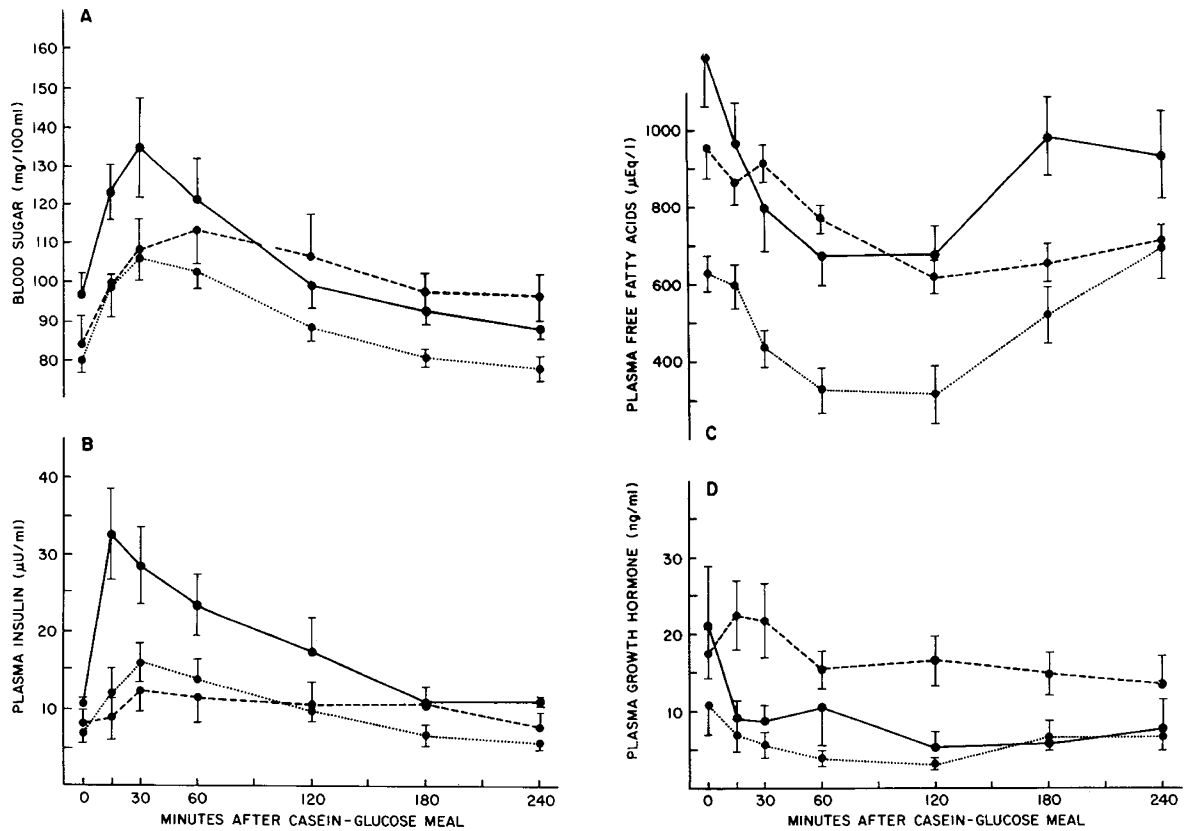 A
160
150
140
130
120
110
100
90
80
BLOOD SUGAR (mg/100ml)
B
40
30
20
10
PLASMA INSULIN (μU/ml)
0 30 60 120 180 240
MINUTES AFTER CASEIN-GLUCOSE MEAL
1000
800
600
400
PLASMA FREE FATTY ACIDS (μEq/l)
C
D
30
20
10
PLASMA GROWTH HORMONE (ng/ml)
0 30 60 120 180 240
MINUTES AFTER CASEIN-GLUCOSE MEAL